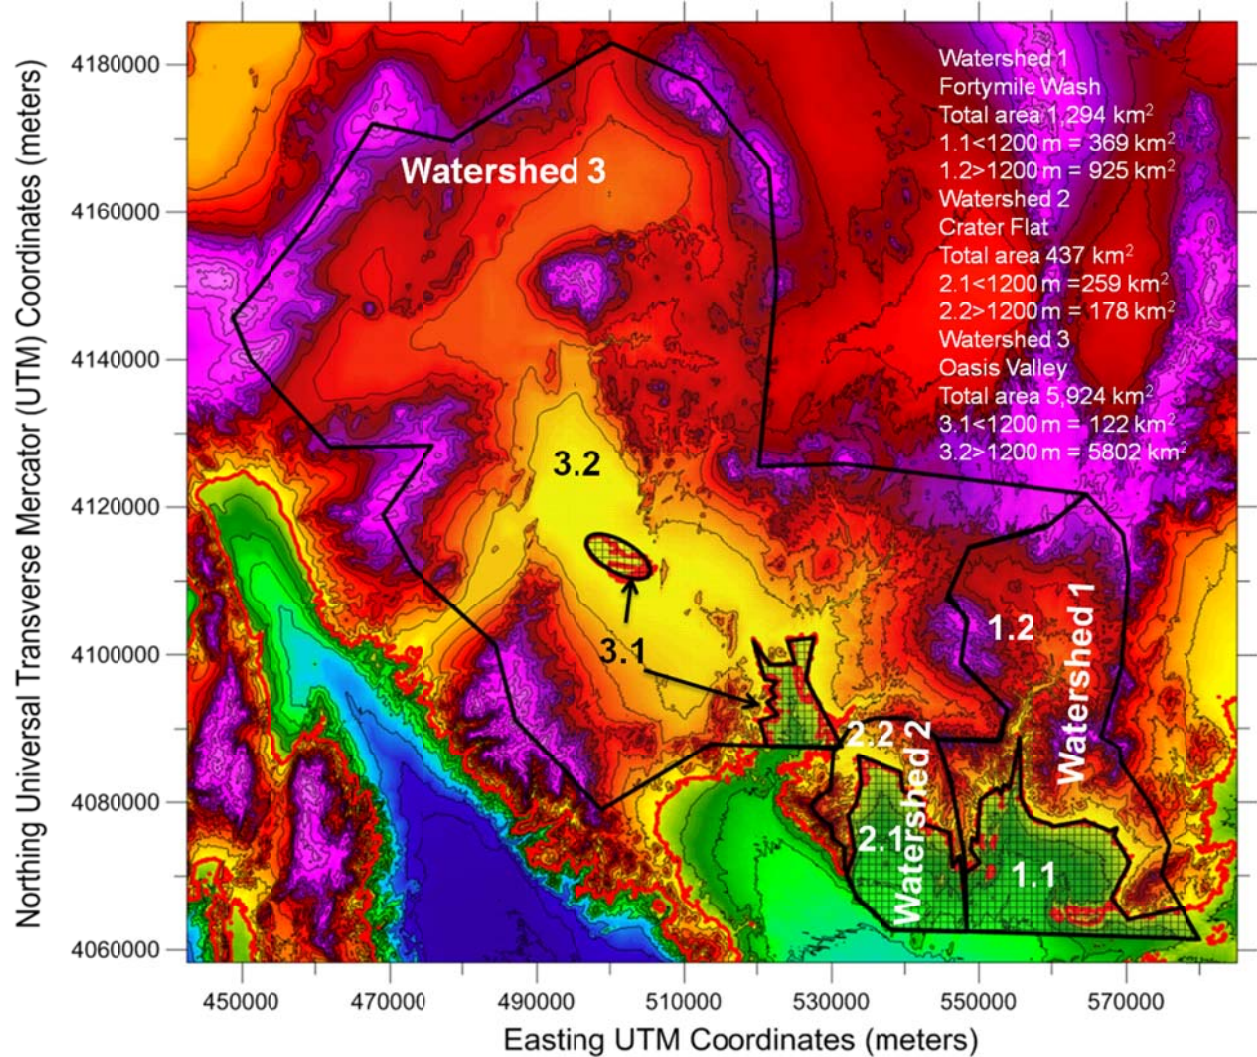 Northing Universal Transverse Mercator (UTM) Coordinates (meters)
4180000
4160000
4140000
4120000
4100000
4080000
4060000
Watershed 3
Watershed 1
Fortymile Wash
Total area 1,294 km²
1.1<1200 m = 369 km²
1.2>1200 m = 925 km²
Watershed 2
Crater Flat
Total area 437 km²
2.1<1200 m =259 km²
2.2>1200 m = 178 km²
Watershed 3
Oasis Valley
Total area 5,924 km²
3.1<1200 m = 122 km²
3.2>1200 m = 5802 km²
3.2
3.1
1.2
Watershed 1
2.2
Watershed 2
2.1
1.1
450000
470000
490000
510000
530000
550000
570000
Easting UTM Coordinates (meters)